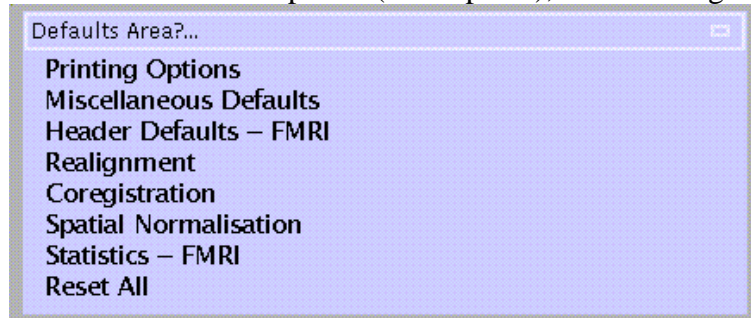 Defaults Area?...
Printing Options
Miscellaneous Defaults
Header Defaults – FMRI
Realignment
Coregistration
Spatial Normalisation
Statistics – FMRI
Reset All